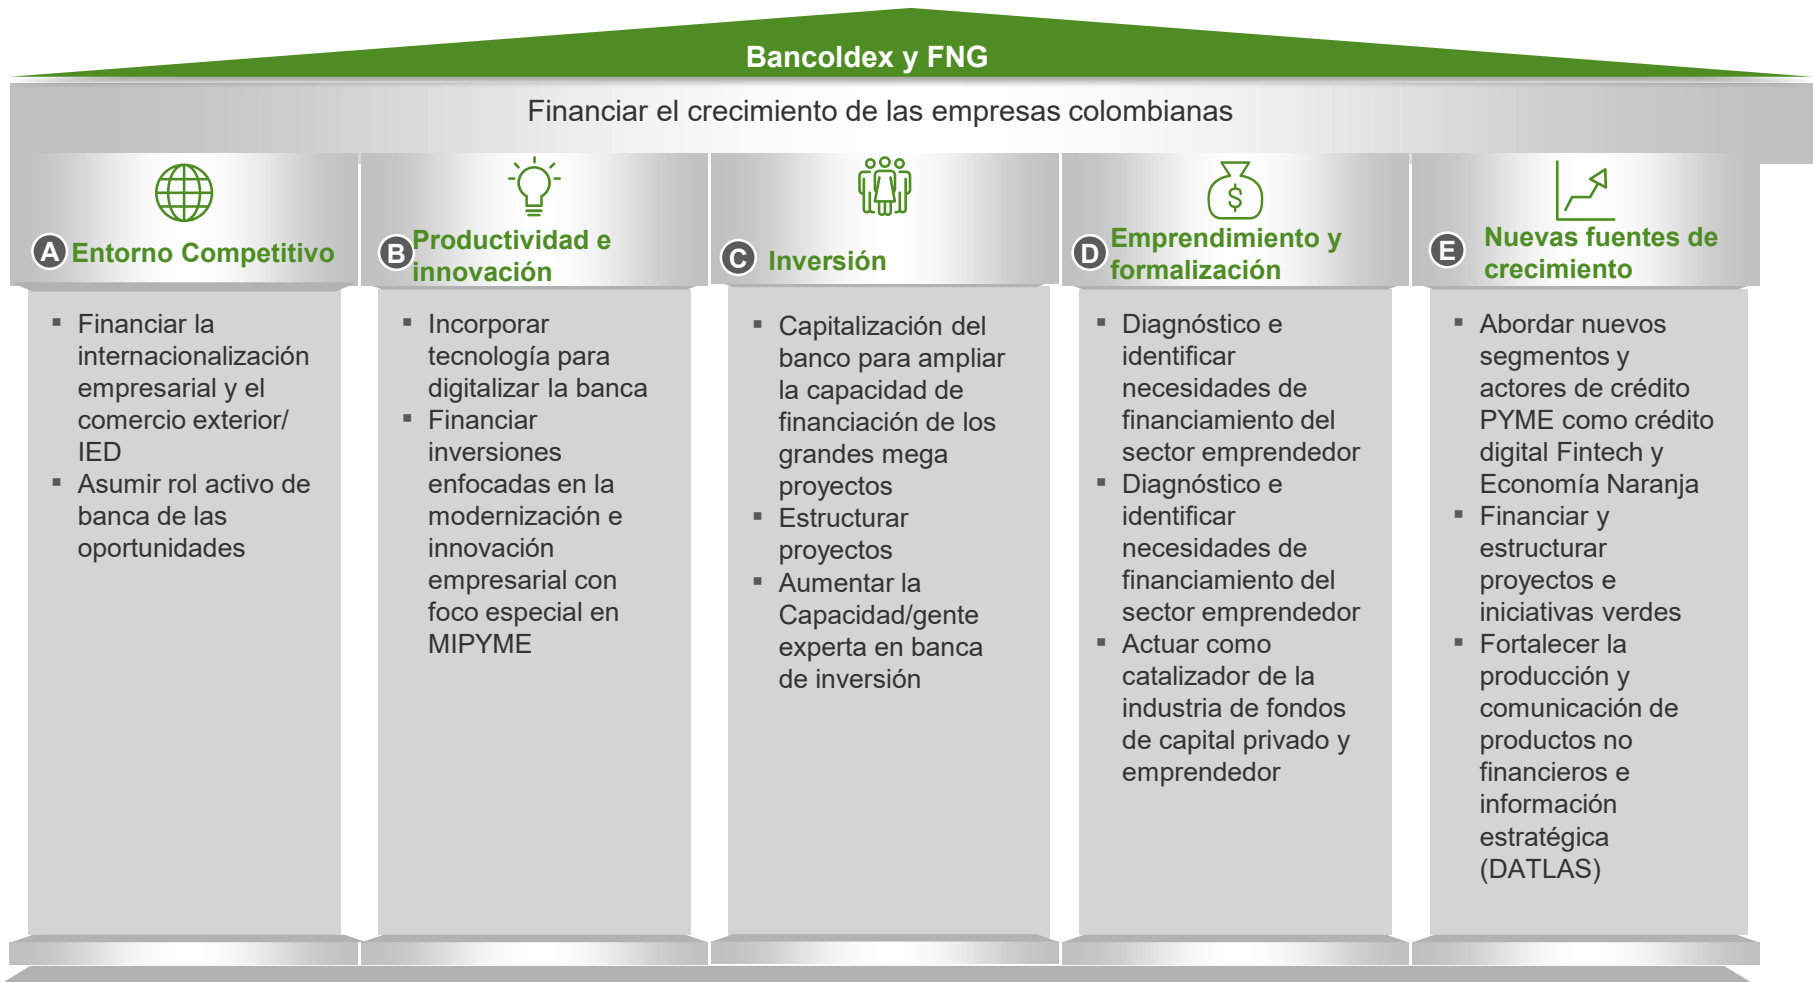 Bancoldex y FNG
Financiar el crecimiento de las empresas colombianas
A Entorno Competitivo
▪ Financiar la
internacionalización
empresarial y el
comercio exterior/
IED
▪ Asumir rol activo de
banca de las
oportunidades
B Productividad e
innovación
▪ Incorporar
tecnología para
digitalizar la banca
▪ Financiar
inversiones
enfocadas en la
modernización e
innovación
empresarial con
foco especial en
MIPYME
C Inversión
▪ Capitalización del
banco para ampliar
la capacidad de
financiación de los
grandes mega
proyectos
▪ Estructurar
proyectos
▪ Aumentar la
Capacidad/gente
experta en banca
de inversión
$
D Emprendimiento y
formalización
▪ Diagnóstico e
identificar
necesidades de
financiamiento del
sector emprendedor
▪ Diagnóstico e
identificar
necesidades de
financiamiento del
sector emprendedor
▪ Actuar como
catalizador de la
industria de fondos
de capital privado y
emprendedor
E Nuevas fuentes de
crecimiento
▪ Abordar nuevos
segmentos y
actores de crédito
PYME como crédito
digital Fintech y
Economía Naranja
▪ Financiar y
estructurar
proyectos e
iniciativas verdes
▪ Fortalecer la
producción y
comunicación de
productos no
financieros e
información
estratégica
(DATLAS)